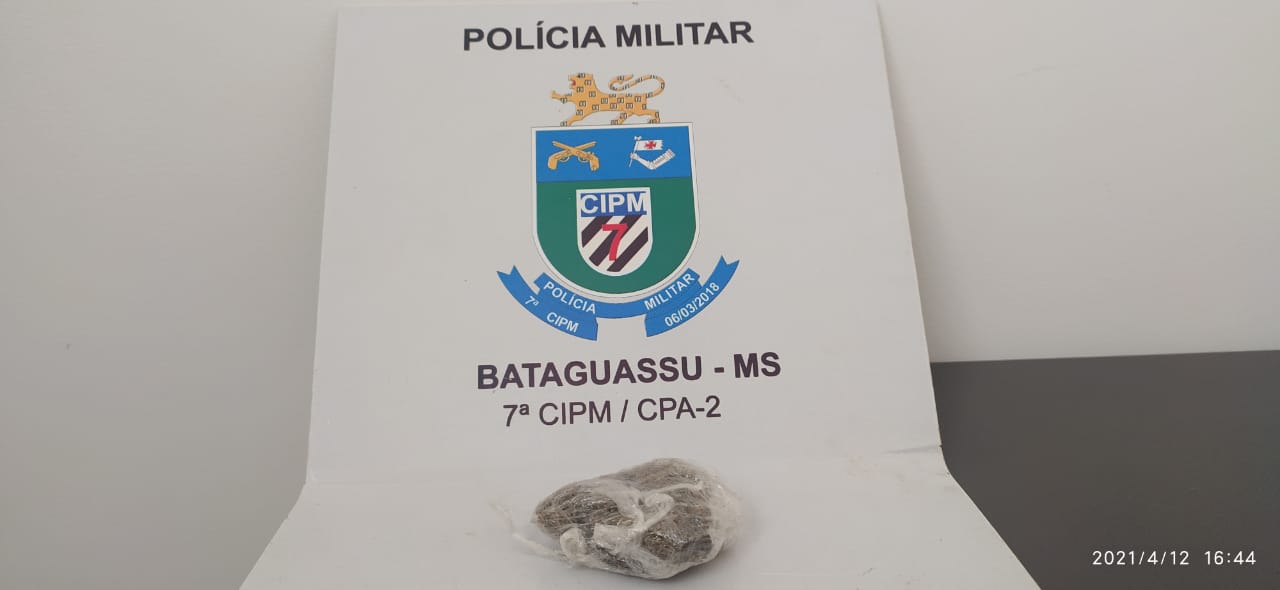 POLÍCIA MILITAR
CIPM
7
POLÍCIA MILITAR
7ª CIPM 06/03/2018
BATAGUASSU - MS
7ª CIPM / CPA-2
2021/4/12 16:44